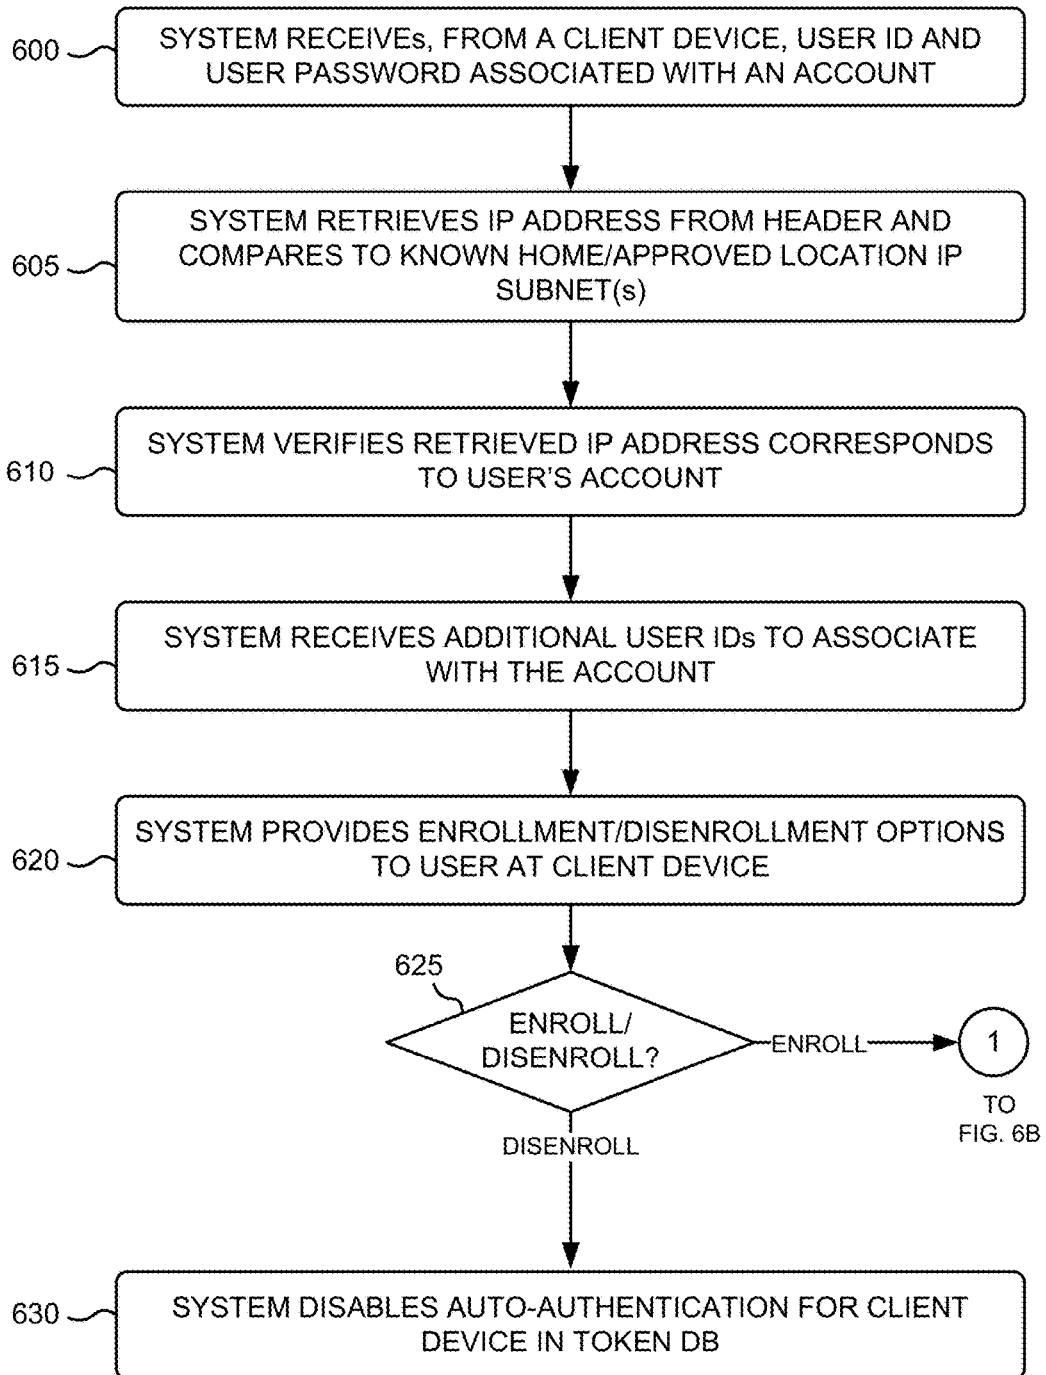 600
SYSTEM RECEIVEs, FROM A CLIENT DEVICE, USER ID AND
USER PASSWORD ASSOCIATED WITH AN ACCOUNT
605
SYSTEM RETRIEVES IP ADDRESS FROM HEADER AND
COMPARES TO KNOWN HOME/APPROVED LOCATION IP
SUBNET(s)
610
SYSTEM VERIFIES RETRIEVED IP ADDRESS CORRESPONDS
TO USER'S ACCOUNT
615
SYSTEM RECEIVES ADDITIONAL USER IDs TO ASSOCIATE
WITH THE ACCOUNT
620
SYSTEM PROVIDES ENROLLMENT/DISENROLLMENT OPTIONS
TO USER AT CLIENT DEVICE
625
ENROLL/
DISENROLL?
ENROLL
1
TO
FIG. 6B
DISENROLL
630
SYSTEM DISABLES AUTO-AUTHENTICATION FOR CLIENT
DEVICE IN TOKEN DB